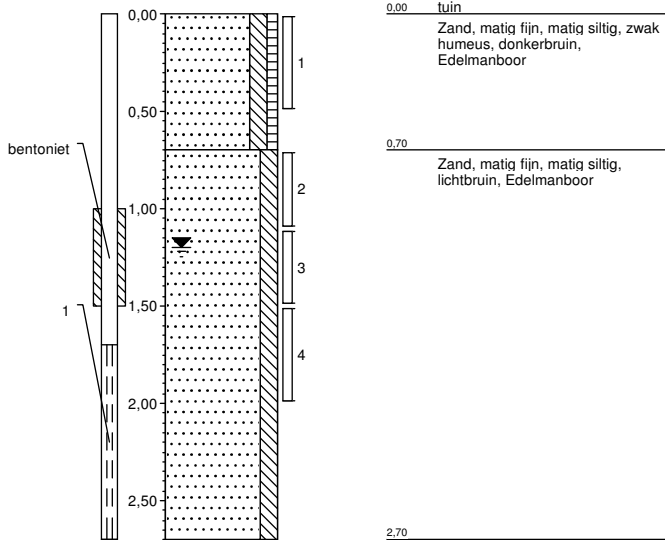 0,00
0,50
bentoniet
1,00
1,50
1
2,00
2,50
1
2
3
4
0,00 tuin
Zand, matig fijn, matig siltig, zwak
humeus, donkerbruin,
Edelmanboor
0,70
Zand, matig fijn, matig siltig,
lichtbruin, Edelmanboor
2,70